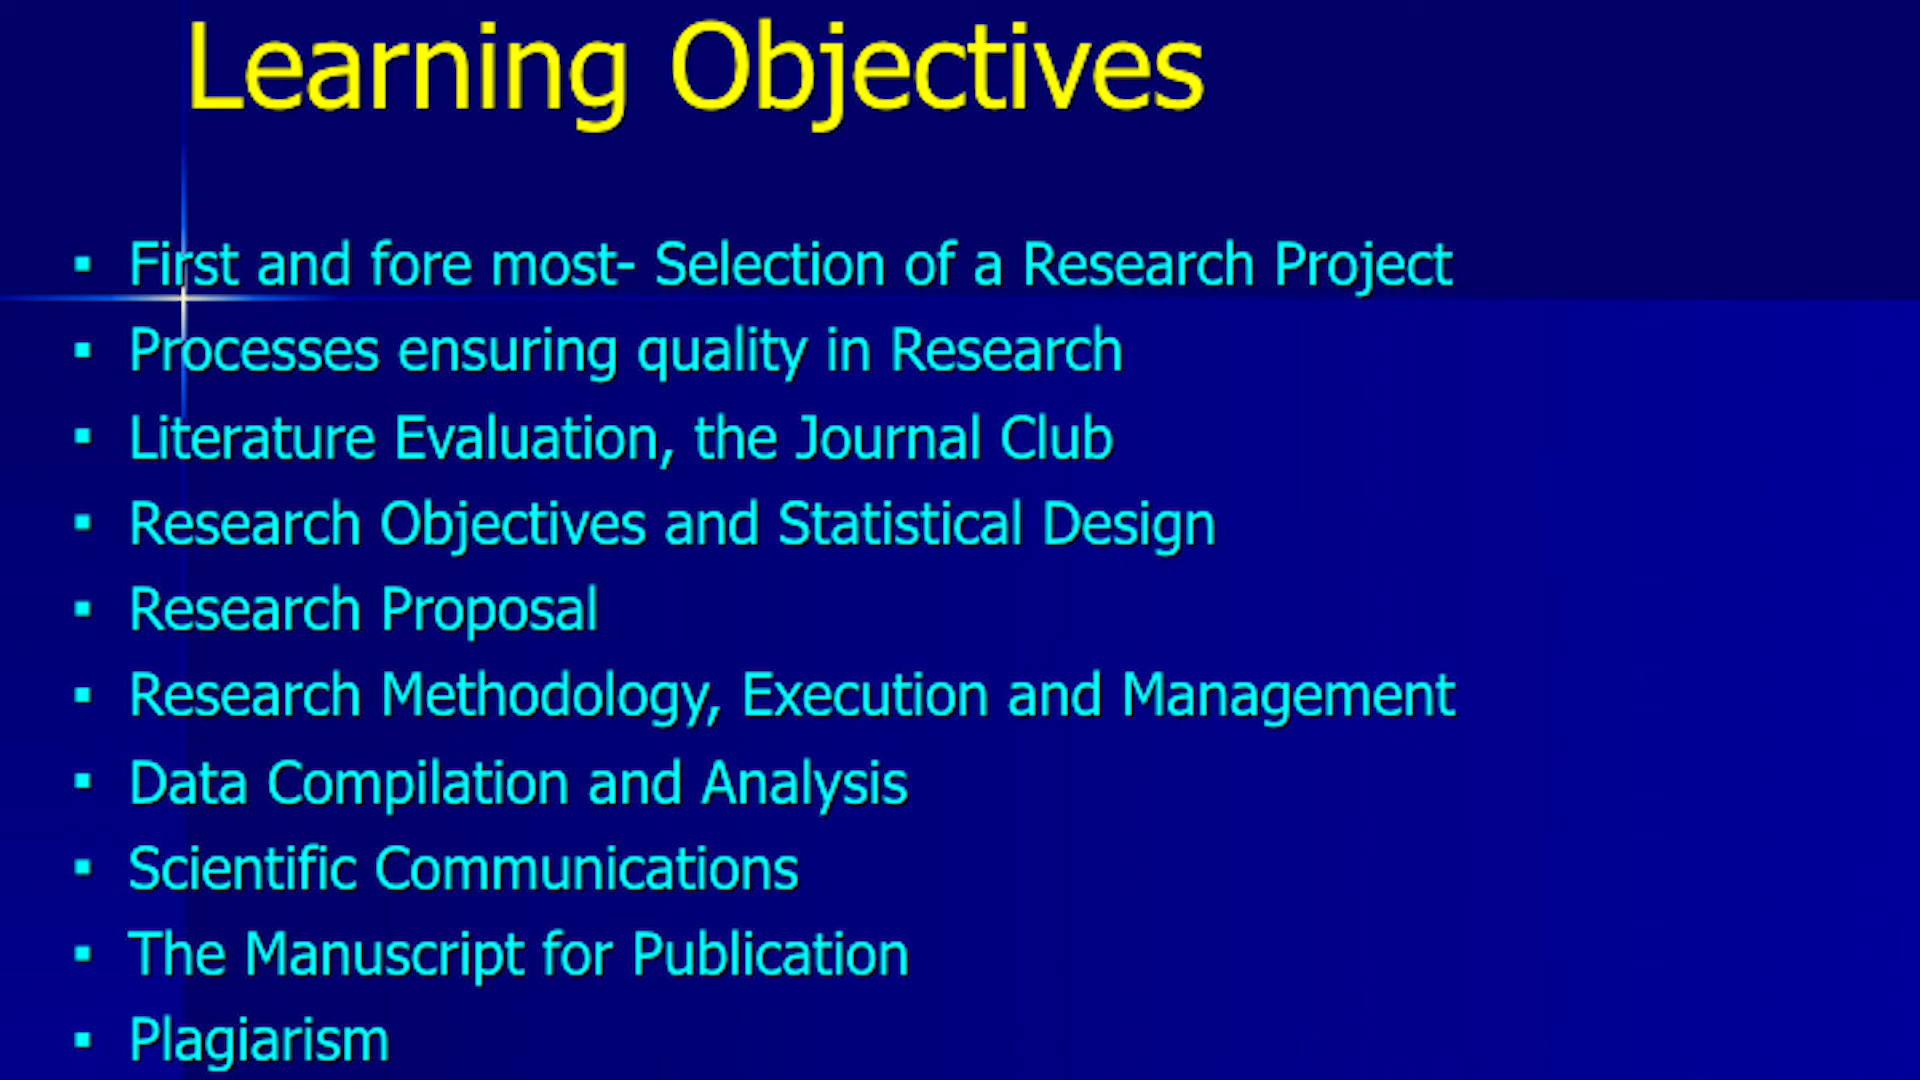 Learning Objectives
▪ First and fore most- Selection of a Research Project
▪ Processes ensuring quality in Research
▪ Literature Evaluation, the Journal Club
▪ Research Objectives and Statistical Design
▪ Research Proposal
▪ Research Methodology, Execution and Management
▪ Data Compilation and Analysis
▪ Scientific Communications
▪ The Manuscript for Publication
▪ Plagiarism